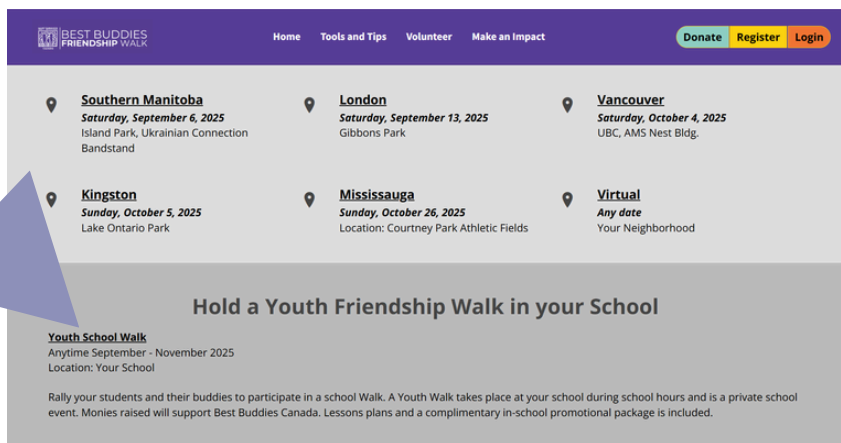 BEST BUDDIES
FRIENDSHIP WALK
Home Tools and Tips Volunteer Make an Impact
Donate Register Login
Southern Manitoba
Saturday, September 6, 2025
Island Park, Ukrainian Connection
Bandstand
London
Saturday, September 13, 2025
Gibbons Park
Vancouver
Saturday, October 4, 2025
UBC, AMS Nest Bldg.
Kingston
Sunday, October 5, 2025
Lake Ontario Park
Mississauga
Sunday, October 26, 2025
Location: Courtney Park Athletic Fields
Virtual
Any date
Your Neighborhood
Hold a Youth Friendship Walk in your School
Youth School Walk
Anytime September - November 2025
Location: Your School
Rally your students and their buddies to participate in a school Walk. A Youth Walk takes place at your school during school hours and is a private school
event. Monies raised will support Best Buddies Canada. Lessons plans and a complimentary in-school promotional package is included.